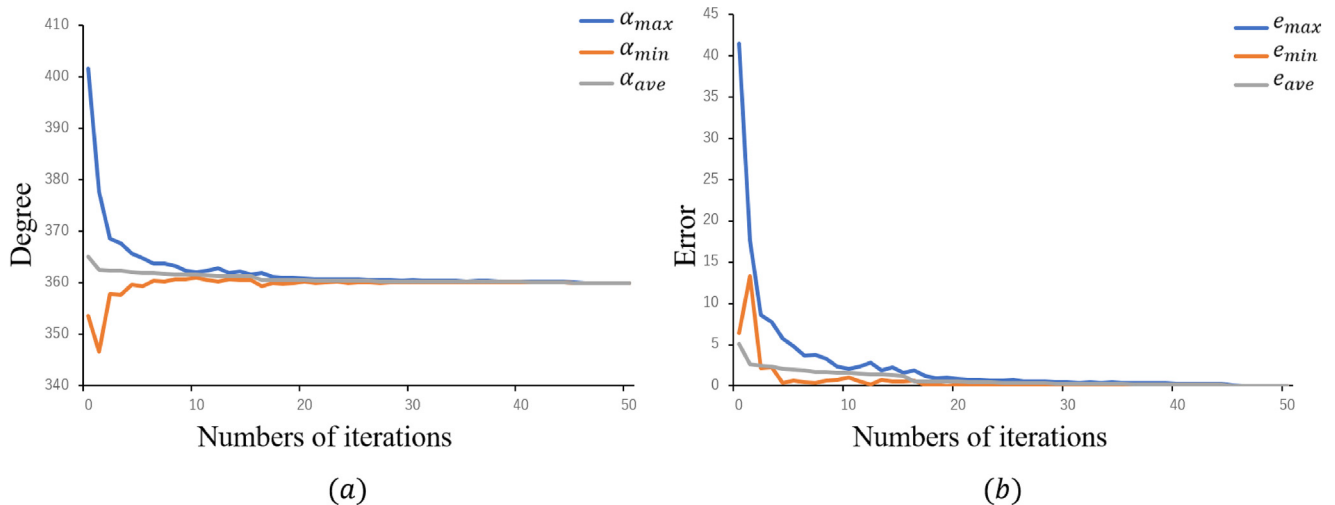 410
400
390
380
370
360
350
340
Degree
0 10 20 30 40 50
Numbers of iterations
α_max
α_min
α_ave
(a)
45
40
35
30
25
20
15
10
5
0
Error
0 10 20 30 40 50
Numbers of iterations
e_max
e_min
e_ave
(b)